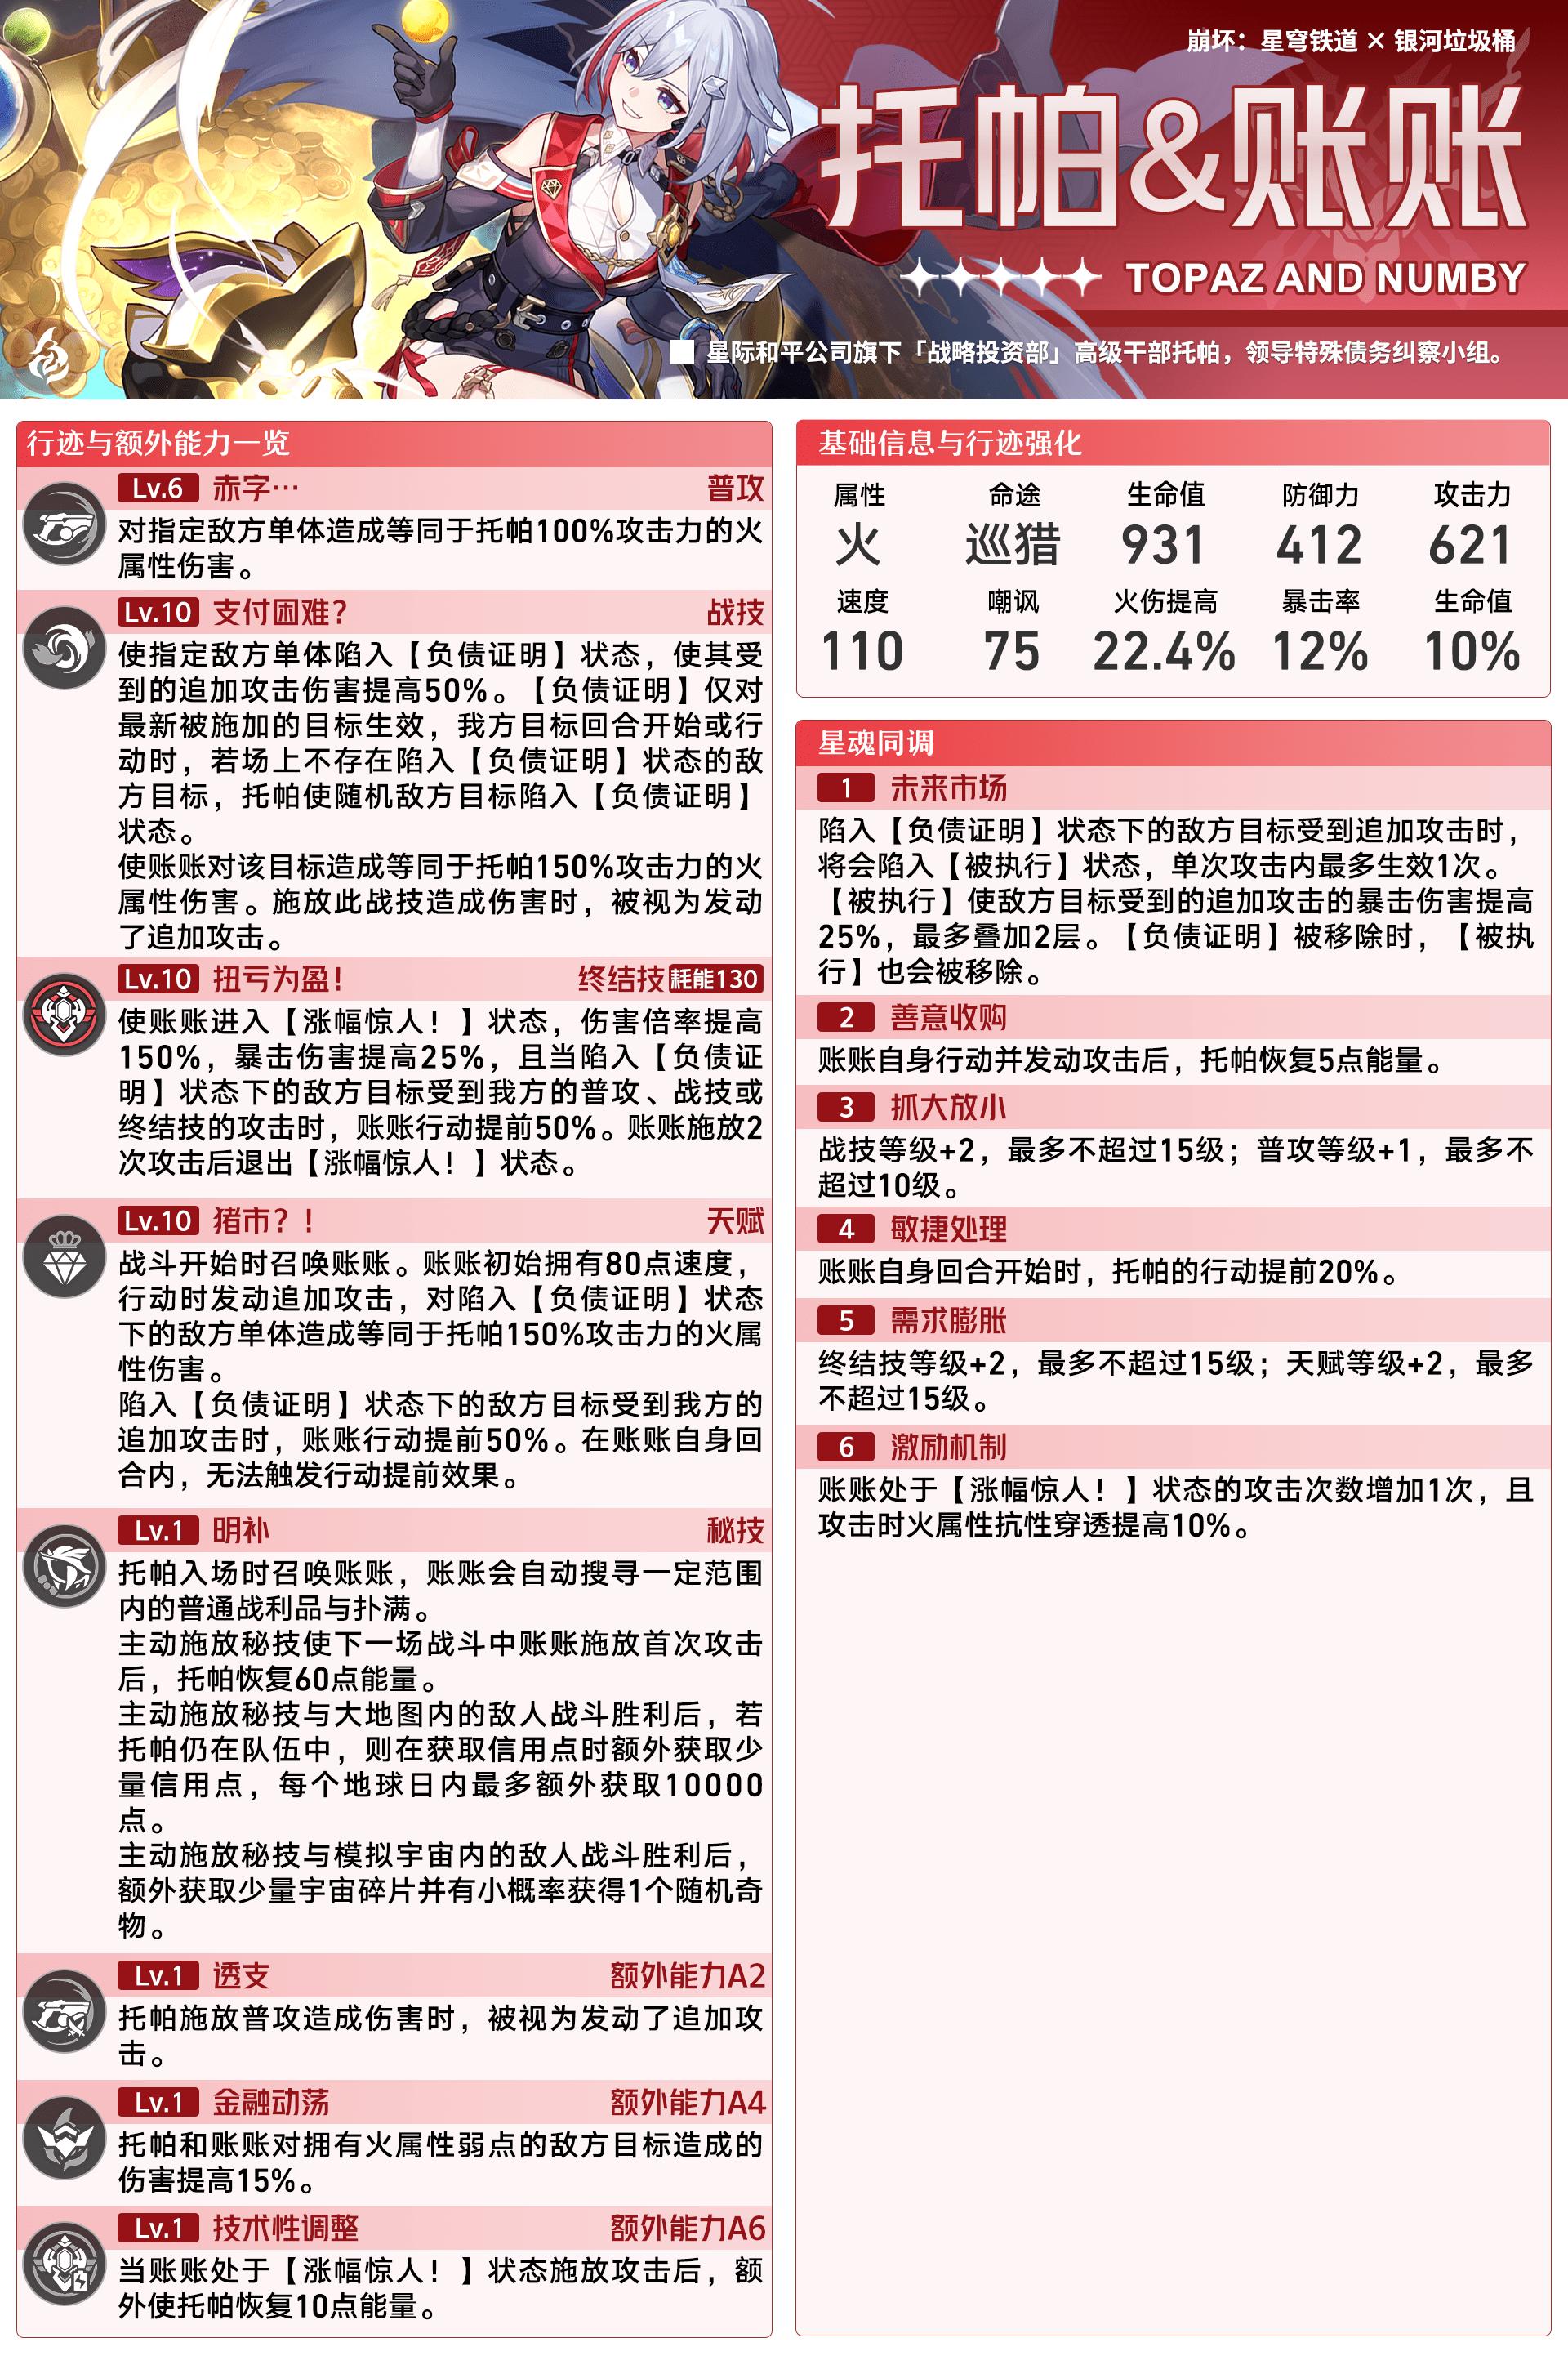 崩坏：星穹铁道 × 银河垃圾桶
托帕&账账
TOPAZ AND NUMBY
星际和平公司旗下「战略投资部」高级干部托帕，领导特殊债务纠察小组。
行迹与额外能力一览
Lv.6 赤字… 普攻
对指定敌方单体造成等同于托帕100%攻击力的火
属性伤害。
Lv.10 支付困难？ 战技
使指定敌方单体陷入【负债证明】状态，使其受
到的追加攻击伤害提高50%。【负债证明】仅对
最新被施加的目标生效，我方目标回合开始或行
动时，若场上不存在陷入【负债证明】状态的敌
方目标，托帕使随机敌方目标陷入【负债证明】
状态。
使账账对该目标造成等同于托帕150%攻击力的火
属性伤害。施放此战技造成伤害时，被视为发动
了追加攻击。
Lv.10 扭亏为盈！ 终结技 耗能130
使账账进入【涨幅惊人！】状态，伤害倍率提高
150%，暴击伤害提高25%，且当陷入【负债证
明】状态下的敌方目标受到我方的普攻、战技或
终结技的攻击时，账账行动提前50%。账账施放2
次攻击后退出【涨幅惊人！】状态。
Lv.10 猪市？！ 天赋
战斗开始时召唤账账。账账初始拥有80点速度，
行动时发动追加攻击，对陷入【负债证明】状态
下的敌方单体造成等同于托帕150%攻击力的火属
性伤害。
陷入【负债证明】状态下的敌方目标受到我方的
追加攻击时，账账行动提前50%。在账账自身回
合内，无法触发行动提前效果。
Lv.1 明补 秘技
托帕入场时召唤账账，账账会自动搜寻一定范围
内的普通战利品与扑满。
主动施放秘技使下一场战斗中账账施放首次攻击
后，托帕恢复60点能量。
主动施放秘技与大地图内的敌人战斗胜利后，若
托帕仍在队伍中，则在获取信用点时额外获取少
量信用点，每个地球日内最多额外获取10000
点。
主动施放秘技与模拟宇宙内的敌人战斗胜利后，
额外获取少量宇宙碎片并有小概率获得1个随机奇
物。
Lv.1 透支 额外能力A2
托帕施放普攻造成伤害时，被视为发动了追加攻
击。
Lv.1 金融动荡 额外能力A4
托帕和账账对拥有火属性弱点的敌方目标造成的
伤害提高15%。
Lv.1 技术性调整 额外能力A6
当账账处于【涨幅惊人！】状态施放攻击后，额
外使托帕恢复10点能量。
基础信息与行迹强化
属性 命途 生命值 防御力 攻击力
火 巡猎 931 412 621
速度 嘲讽 火伤提高 暴击率 生命值
110 75 22.4% 12% 10%
星魂同调
1 未来市场
陷入【负债证明】状态下的敌方目标受到追加攻击时，
将会陷入【被执行】状态，单次攻击内最多生效1次。
【被执行】使敌方目标受到的追加攻击的暴击伤害提高
25%，最多叠加2层。【负债证明】被移除时，【被执
行】也会被移除。
2 善意收购
账账自身行动并发动攻击后，托帕恢复5点能量。
3 抓大放小
战技等级+2，最多不超过15级；普攻等级+1，最多不
超过10级。
4 敏捷处理
账账自身回合开始时，托帕的行动提前20%。
5 需求膨胀
终结技等级+2，最多不超过15级；天赋等级+2，最多
不超过15级。
6 激励机制
账账处于【涨幅惊人！】状态的攻击次数增加1次，且
攻击时火属性抗性穿透提高10%。